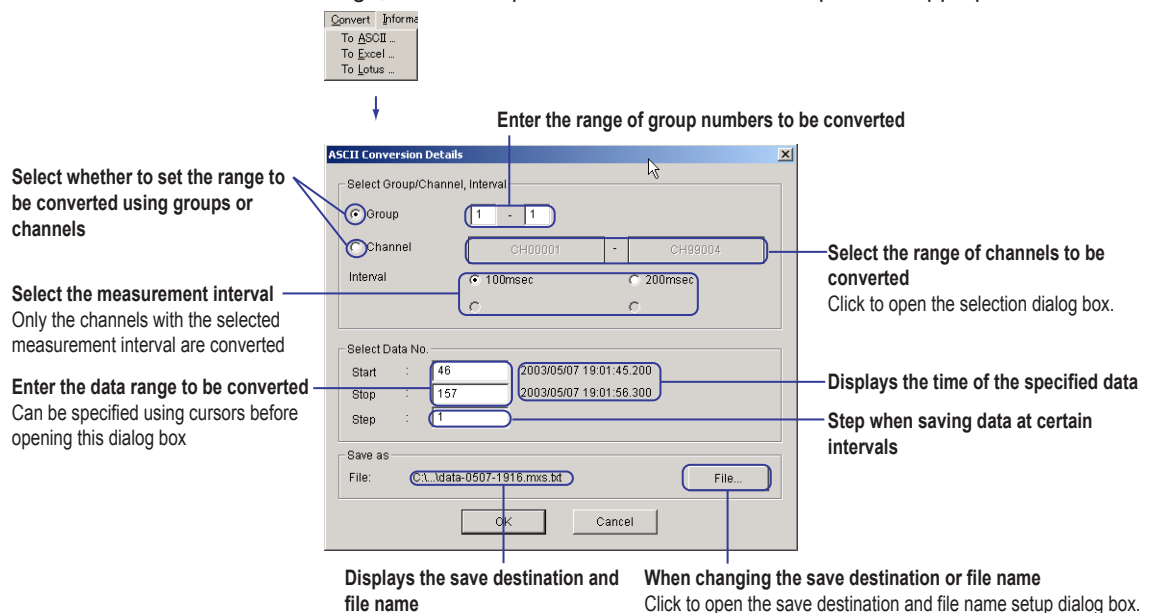 Convert Informa
To ASCII ...
To Excel ...
To Lotus ...
Enter the range of group numbers to be converted
ASCII Conversion Details
Select whether to set the range to
be converted using groups or
channels
Select Group/Channel, Interval
Group 1 - 1
Channel CH00001 - CH99004
Select the range of channels to be
converted
Click to open the selection dialog box.
Interval 100msec 200msec
Select the measurement interval
Only the channels with the selected
measurement interval are converted
Select Data No.
Start : 46 2003/05/07 19:01:45.200
Stop : 157 2003/05/07 19:01:56.300
Step : 1
Enter the data range to be converted
Can be specified using cursors before
opening this dialog box
Displays the time of the specified data
Step when saving data at certain
intervals
Save as
File: C:\...\data-0507-1916.mxs.txt File...
OK Cancel
Displays the save destination and
file name
When changing the save destination or file name
Click to open the save destination and file name setup dialog box.